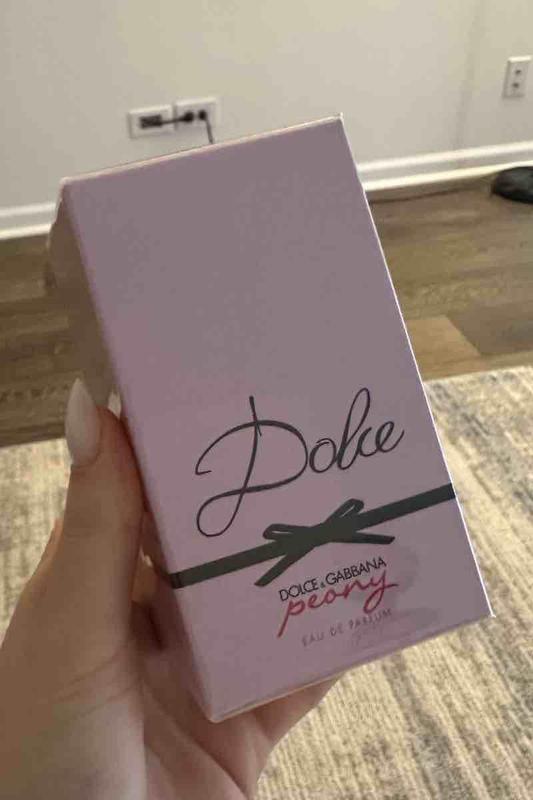 Dolce
DOLCE & GABBANA
peony
EAU DE PARFUM